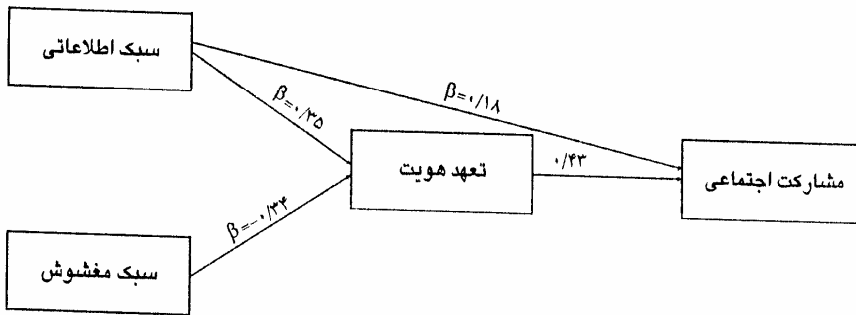 سبک اطلاعاتی
β=۰/۱۸
β=۰/۳۵
تعهد هویت
۰/۴۳
مشارکت اجتماعی
β=-۰/۳۴
سبک مغشوش